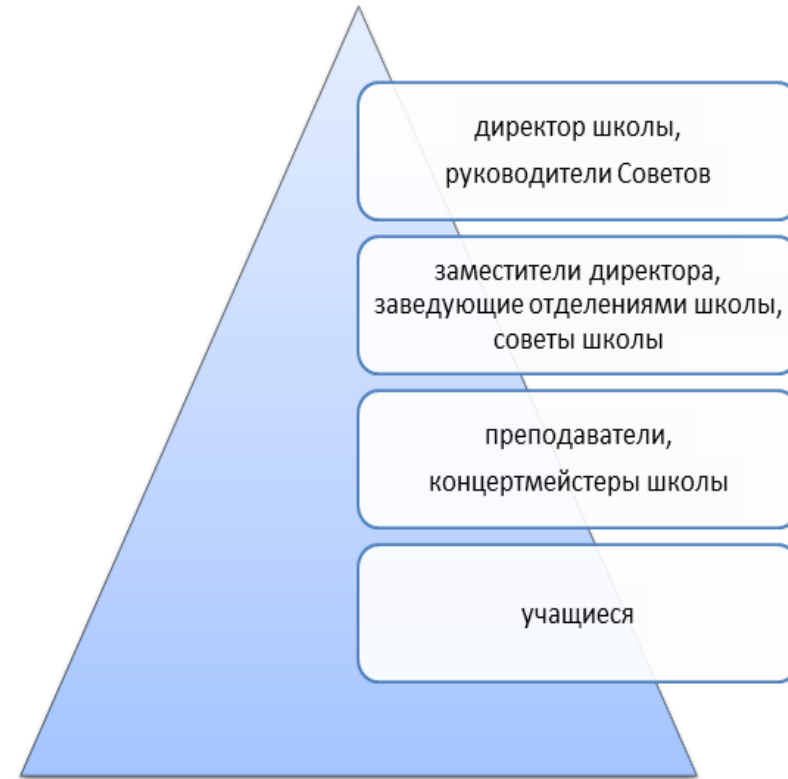 директор школы,
руководители Советов
заместители директора,
заведующие отделениями школы,
советы школы
преподаватели,
концертмейстеры школы
учащиеся